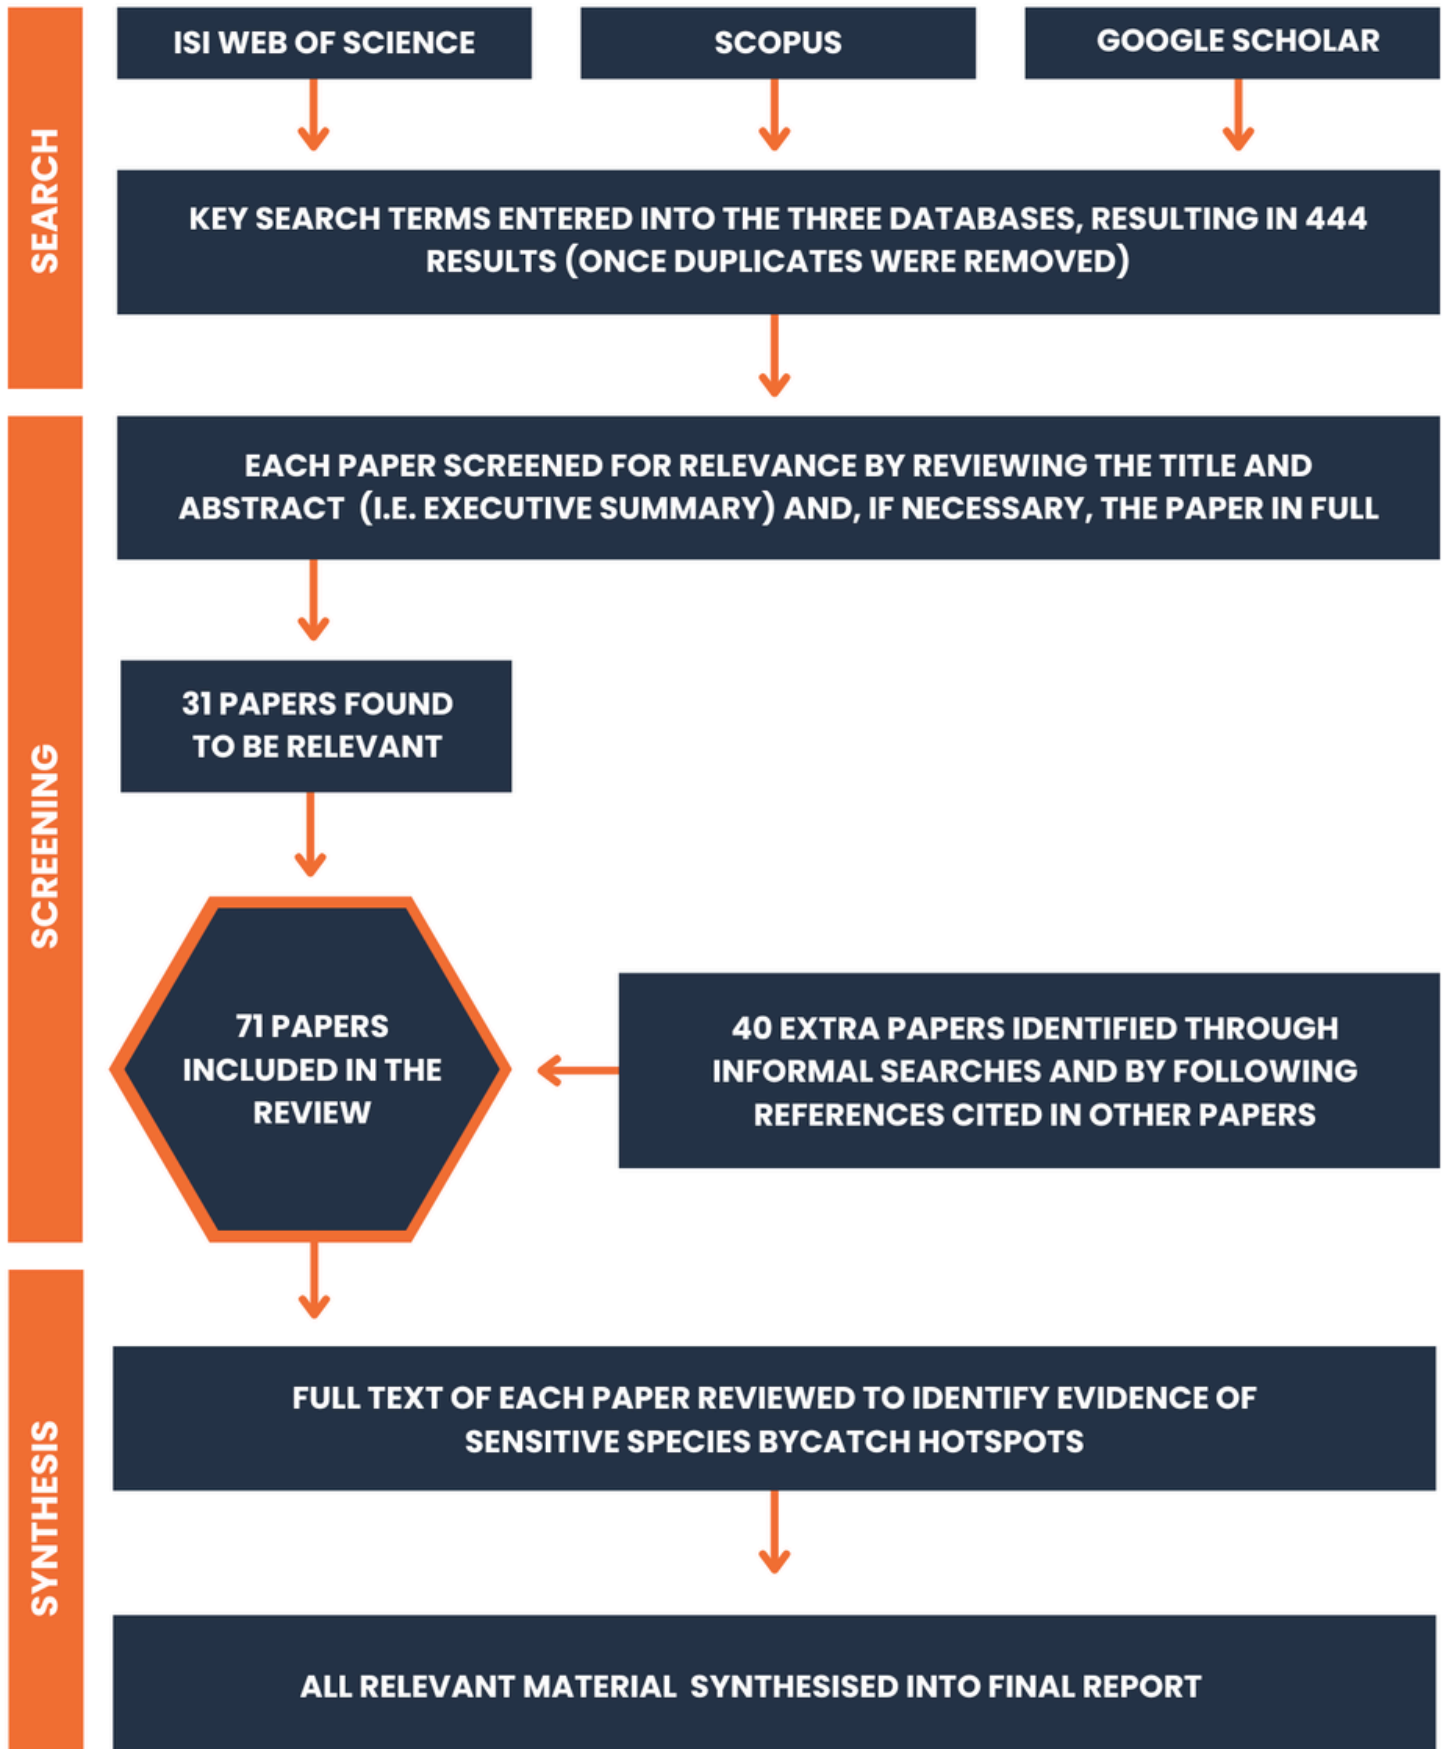 SEARCH
ISI WEB OF SCIENCE
SCOPUS
GOOGLE SCHOLAR
KEY SEARCH TERMS ENTERED INTO THE THREE DATABASES, RESULTING IN 444
RESULTS (ONCE DUPLICATES WERE REMOVED)
SCREENING
EACH PAPER SCREENED FOR RELEVANCE BY REVIEWING THE TITLE AND
ABSTRACT (I.E. EXECUTIVE SUMMARY) AND, IF NECESSARY, THE PAPER IN FULL
31 PAPERS FOUND
TO BE RELEVANT
71 PAPERS
INCLUDED IN THE
REVIEW
40 EXTRA PAPERS IDENTIFIED THROUGH
INFORMAL SEARCHES AND BY FOLLOWING
REFERENCES CITED IN OTHER PAPERS
SYNTHESIS
FULL TEXT OF EACH PAPER REVIEWED TO IDENTIFY EVIDENCE OF
SENSITIVE SPECIES BYCATCH HOTSPOTS
ALL RELEVANT MATERIAL SYNTHESISED INTO FINAL REPORT